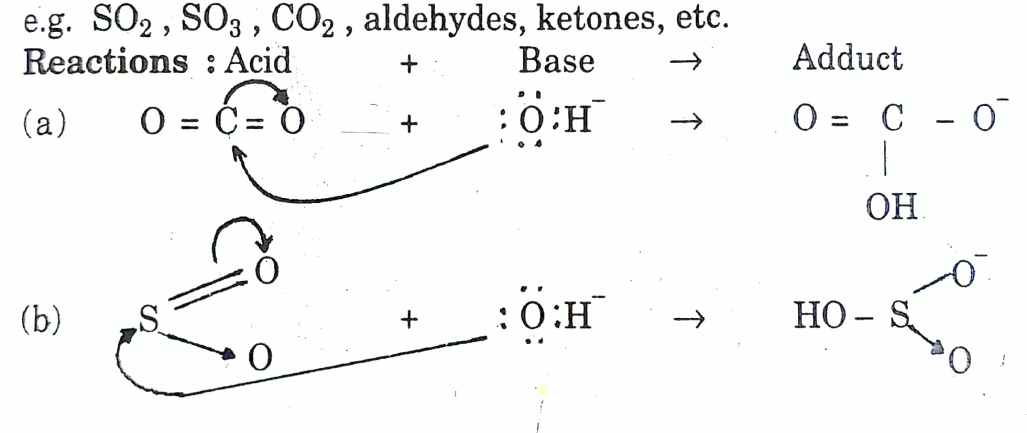 e.g. SO₂ , SO₃ , CO₂ , aldehydes, ketones, etc.
Reactions : Acid + Base → Adduct
(a) O = C = O + :Ö:H⁻ → O = C – O⁻
OH
O O⁻
(b) S + :Ö:H⁻ → HO – S
O O